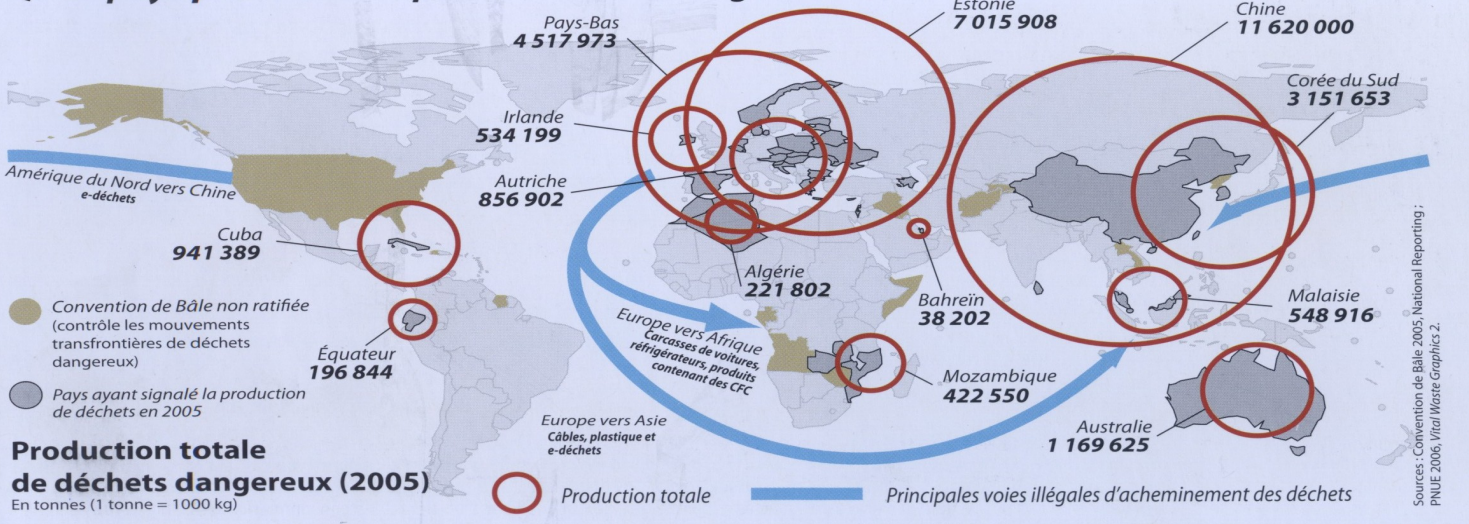 Estonie
7 015 908
Pays-Bas
4 517 973
Chine
11 620 000
Corée du Sud
3 151 653
Irlande
534 199
Autriche
856 902
Amérique du Nord vers Chine
e-déchets
Cuba
941 389
Algérie
221 802
Bahreïn
38 202
Malaisie
548 916
Convention de Bâle non ratifiée
(contrôle les mouvements
transfrontières de déchets
dangereux)
Équateur
196 844
Europe vers Afrique
Carcasses de voitures,
réfrigérateurs, produits
contenant des CFC
Mozambique
422 550
Pays ayant signalé la production
de déchets en 2005
Europe vers Asie
Câbles, plastique et
e-déchets
Australie
1 169 625
Production totale
de déchets dangereux (2005)
En tonnes (1 tonne = 1000 kg)
Production totale
Principales voies illégales d'acheminement des déchets
Sources : Convention de Bâle 2005, National Reporting ;
PNUE 2006, Vital Waste Graphics 2.